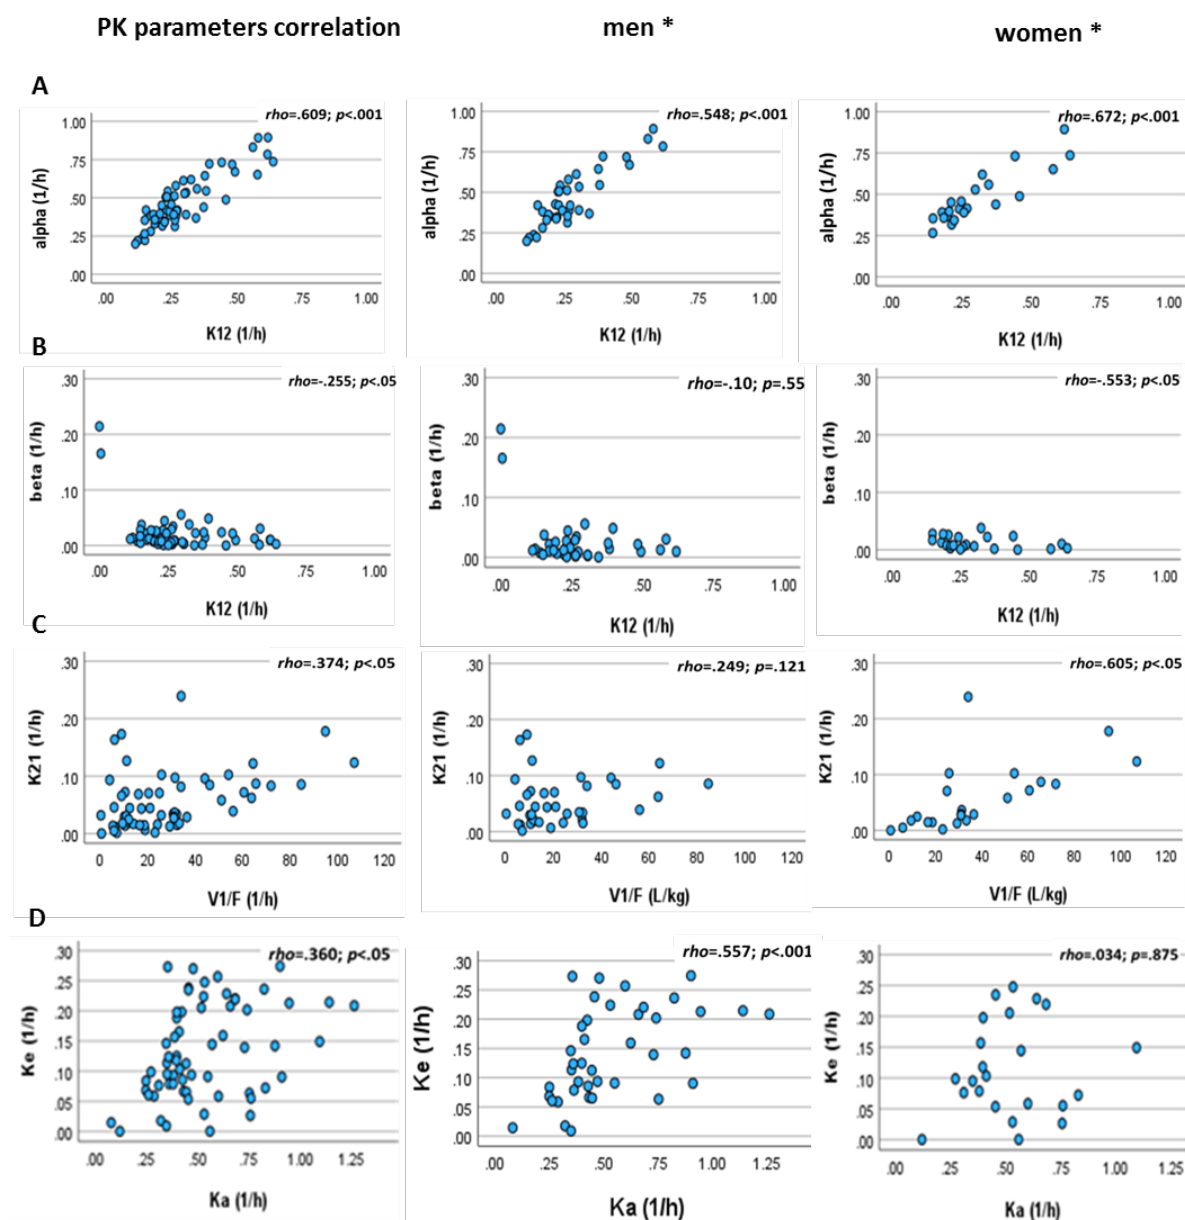 PK parameters correlation
men *
women *
A
rho=.609; p<.001
1.00
.75
.50
.25
.00
alpha (1/h)
.00 .25 .50 .75 1.00
K12 (1/h)
rho=.548; p<.001
1.00
.75
.50
.25
.00
alpha (1/h)
.00 .25 .50 .75 1.00
K12 (1/h)
rho=.672; p<.001
1.00
.75
.50
.25
.00
alpha (1/h)
.00 .25 .50 .75 1.00
K12 (1/h)
B
rho=-.255; p<.05
.30
.20
.10
.00
beta (1/h)
.00 .25 .50 .75 1.00
K12 (1/h)
rho=-.10; p=.55
.30
.20
.10
.00
beta (1/h)
.00 .25 .50 .75 1.00
K12 (1/h)
rho=-.553; p<.05
.30
.20
.10
.00
beta (1/h)
.00 .25 .50 .75 1.00
K12 (1/h)
C
rho=.374; p<.05
.30
.20
.10
.00
K21 (1/h)
0 20 40 60 80 100 120
V1/F (1/h)
rho=.249; p=.121
.30
.20
.10
.00
K21 (1/h)
0 20 40 60 80 100 120
V1/F (L/kg)
rho=.605; p<.05
.30
.20
.10
.00
K21 (1/h)
0 20 40 60 80 100 120
V1/F (L/kg)
D
rho=.360; p<.05
.30
.25
.20
.15
.10
.05
.00
Ke (1/h)
.00 .25 .50 .75 1.00 1.25
Ka (1/h)
rho=.557; p<.001
.30
.25
.20
.15
.10
.05
.00
Ke (1/h)
.00 .25 .50 .75 1.00 1.25
Ka (1/h)
rho=.034; p=.875
.30
.25
.20
.15
.10
.05
.00
Ke (1/h)
.00 .25 .50 .75 1.00 1.25
Ka (1/h)